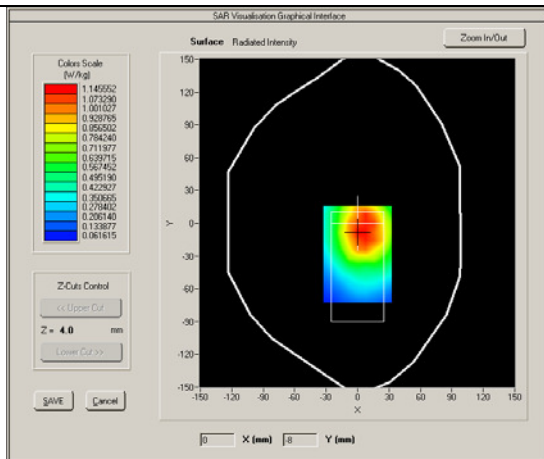 SAR Visualisation Graphical Interface
Surface Radiated Intensity
Zoom In/Out
Colors Scale
(W/kg)
1.145552
1.073290
1.001027
0.928765
0.856502
0.784240
0.711977
0.639715
0.567452
0.495190
0.422927
0.350665
0.278402
0.206140
0.133877
0.061615
Z-Cuts Control
<< Upper Cut
Z = 4.0 mm
Lower Cut >>
SAVE
Cancel
150
120
90
60
30
0
-30
-60
-90
-120
-150
Y
-150 -120 -90 -60 -30 0 30 60 90 120 150
X
0 X (mm) -8 Y (mm)